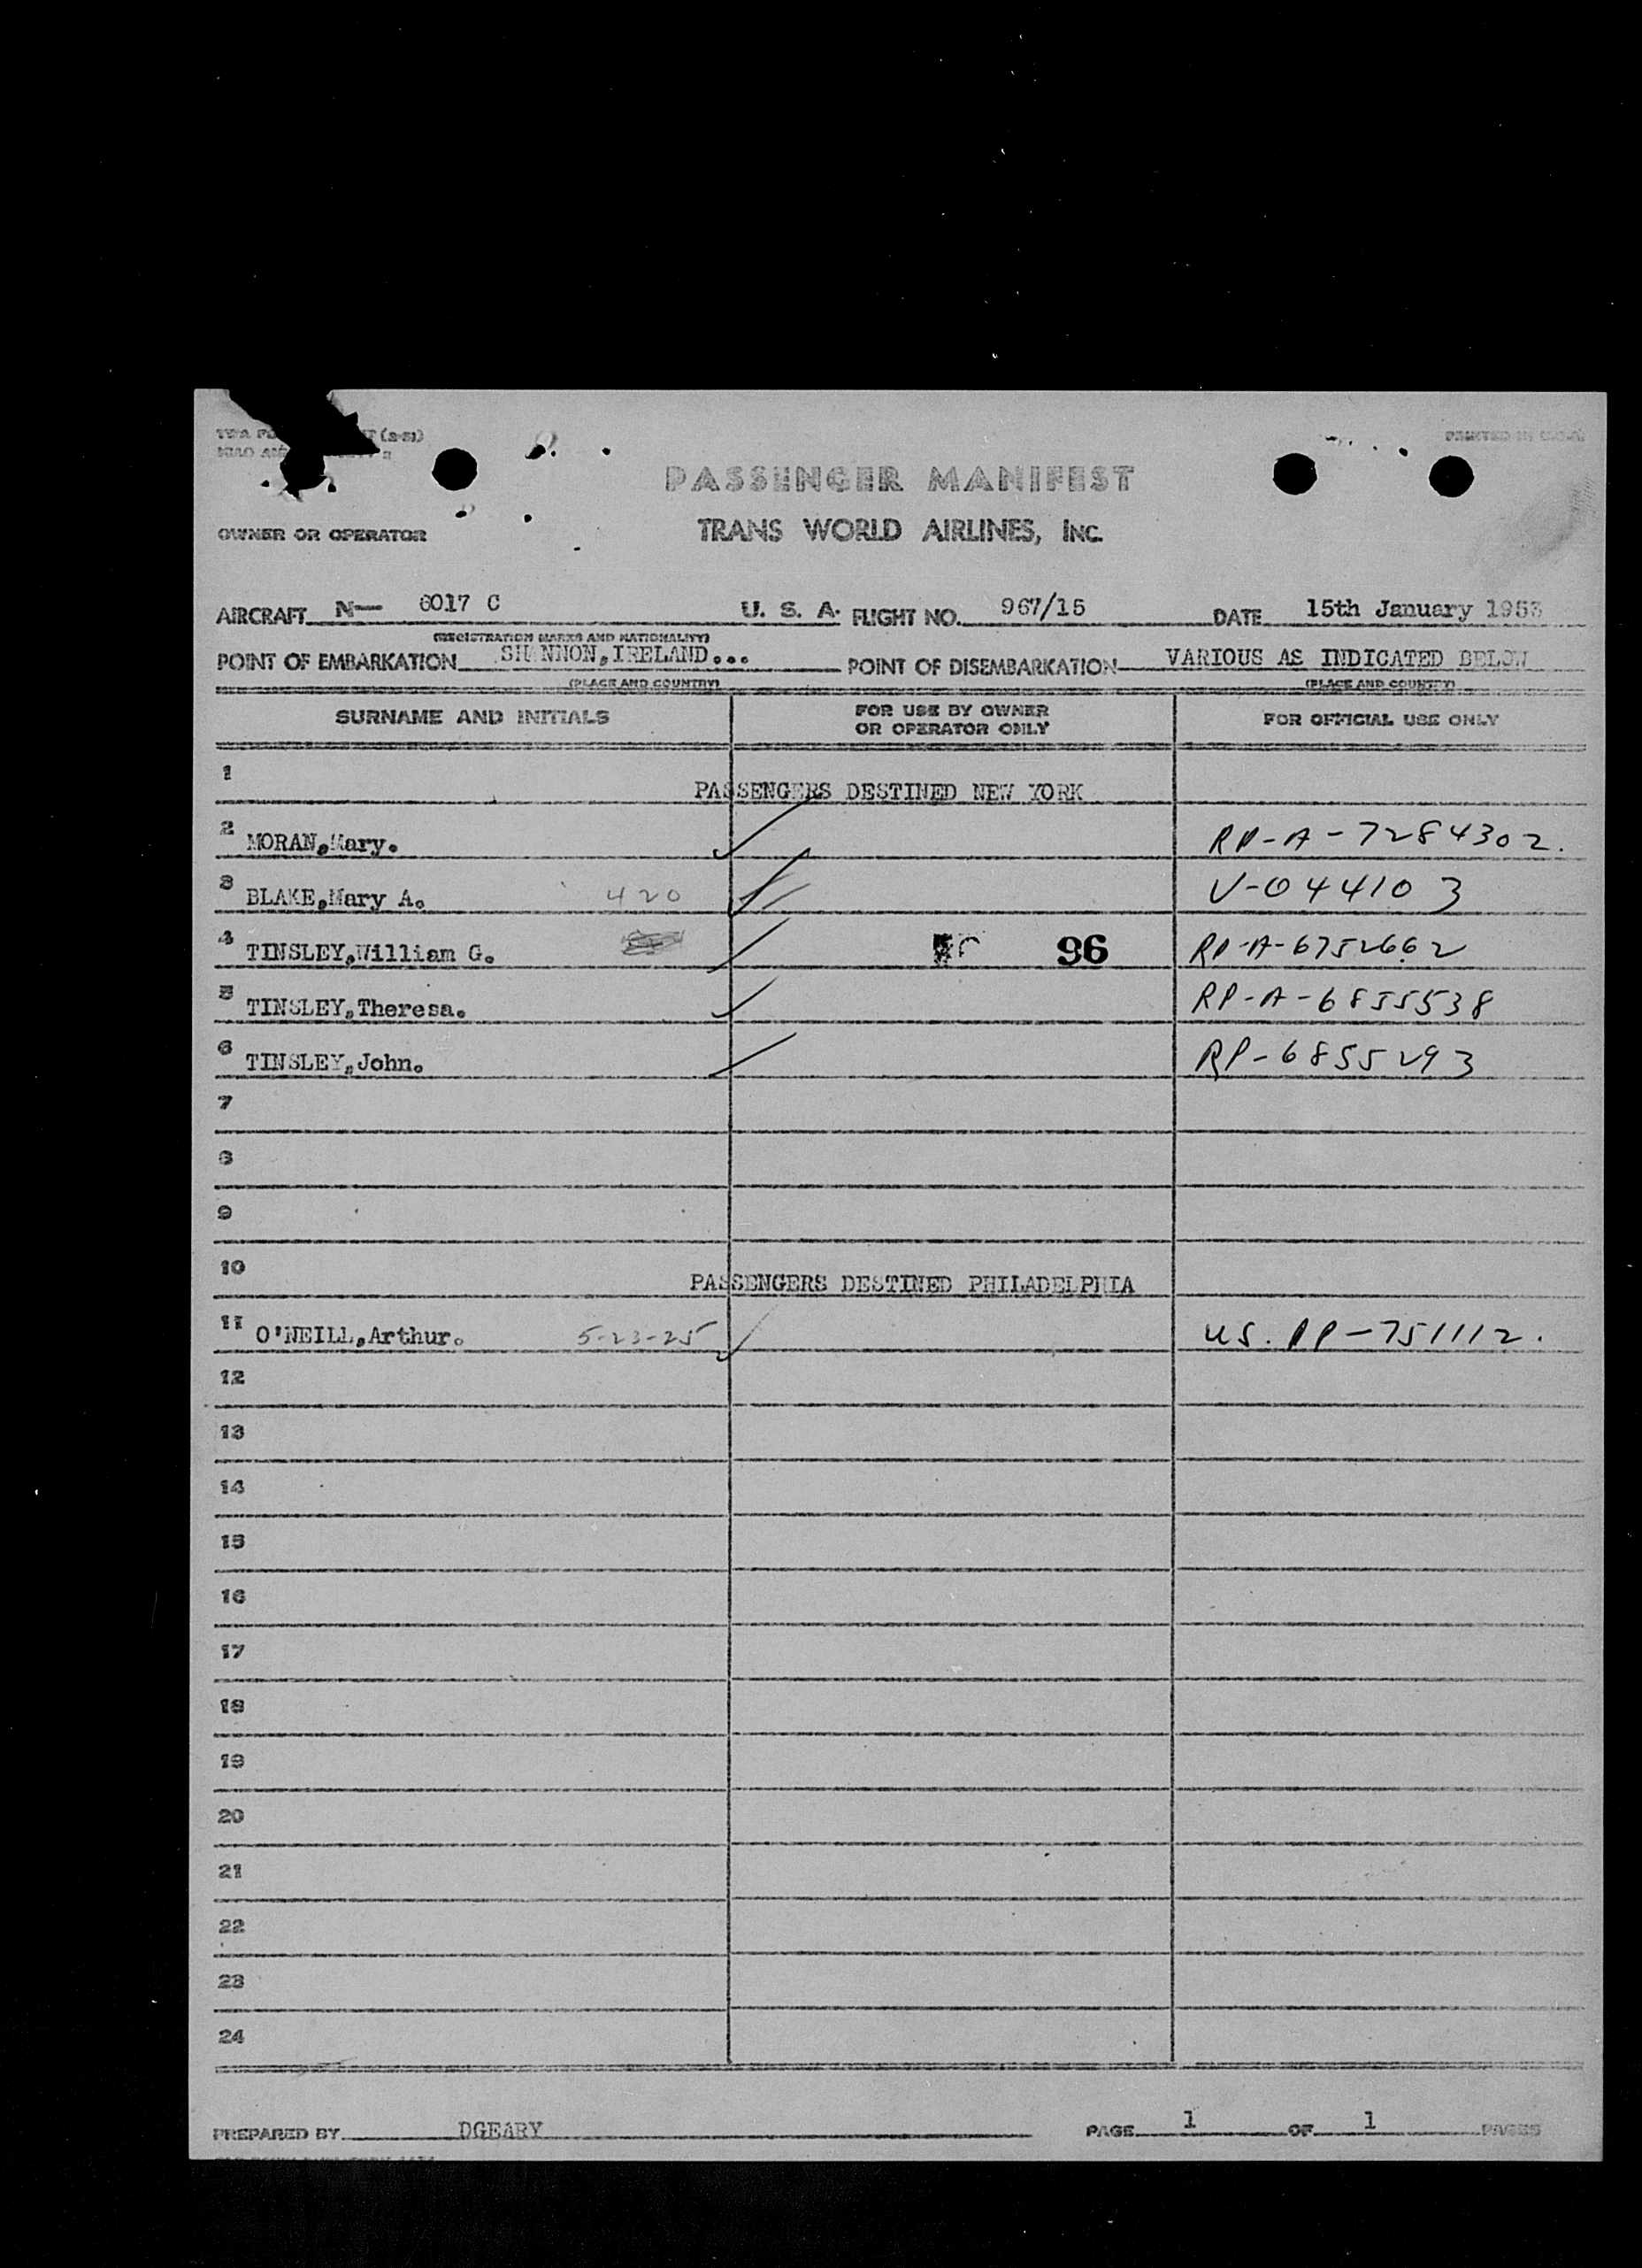 (2-51)
PRINTED IN U.S.A.
PASSENGER MANIFEST
OWNER OR OPERATOR TRANS WORLD AIRLINES, INC.
AIRCRAFT N— 6017 C U. S. A. FLIGHT NO. 967/15 DATE 15th January 1953
(REGISTRATION MARKS AND NATIONALITY)
POINT OF EMBARKATION SHANNON,IRELAND... POINT OF DISEMBARKATION VARIOUS AS INDICATED BELOW
(PLACE AND COUNTRY) (PLACE AND COUNTRY)
SURNAME AND INITIALS FOR USE BY OWNER OR OPERATOR ONLY FOR OFFICIAL USE ONLY
1 PASSENGERS DESTINED NEW YORK
2 MORAN,Mary. RP-A-7284302.
3 BLAKE,Mary A. 420 V-044103
4 TINSLEY,William G. 96 RP-A-6752662
5 TINSLEY,Theresa. RP-A-6855538
6 TINSLEY,John. RP-6855293
7
8
9
10 PASSENGERS DESTINED PHILADELPHIA
11 O'NEILL,Arthur. 5-23-25 US. PP-751112.
12
13
14
15
16
17
18
19
20
21
22
23
24
PREPARED BY DGEARY PAGE 1 OF 1 PAGES